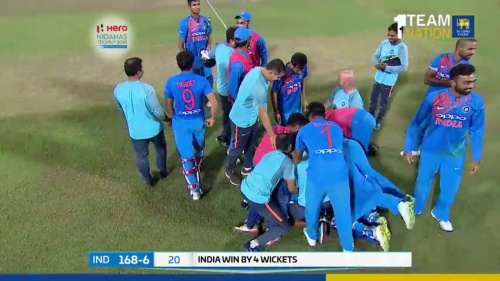 Hero
NIDAHAS
TROPHY 2018
1 TEAM
NATION
PANDEY
9
oppo
INDIA
oppo
1
INDIA
IND 168-6 20 INDIA WIN BY 4 WICKETS